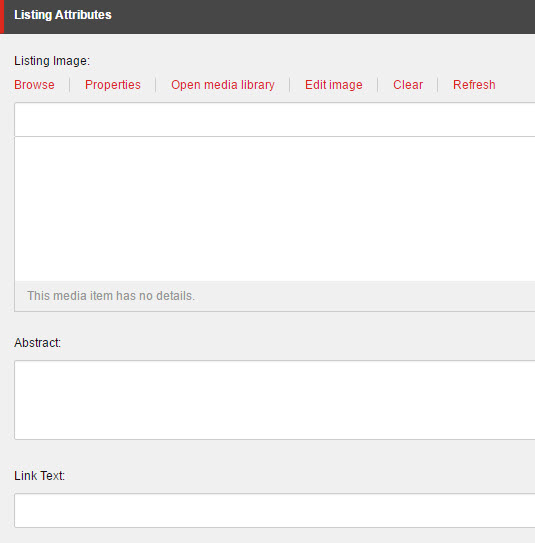 Listing Attributes
Listing Image:
Browse Properties Open media library Edit image Clear Refresh
This media item has no details.
Abstract:
Link Text: